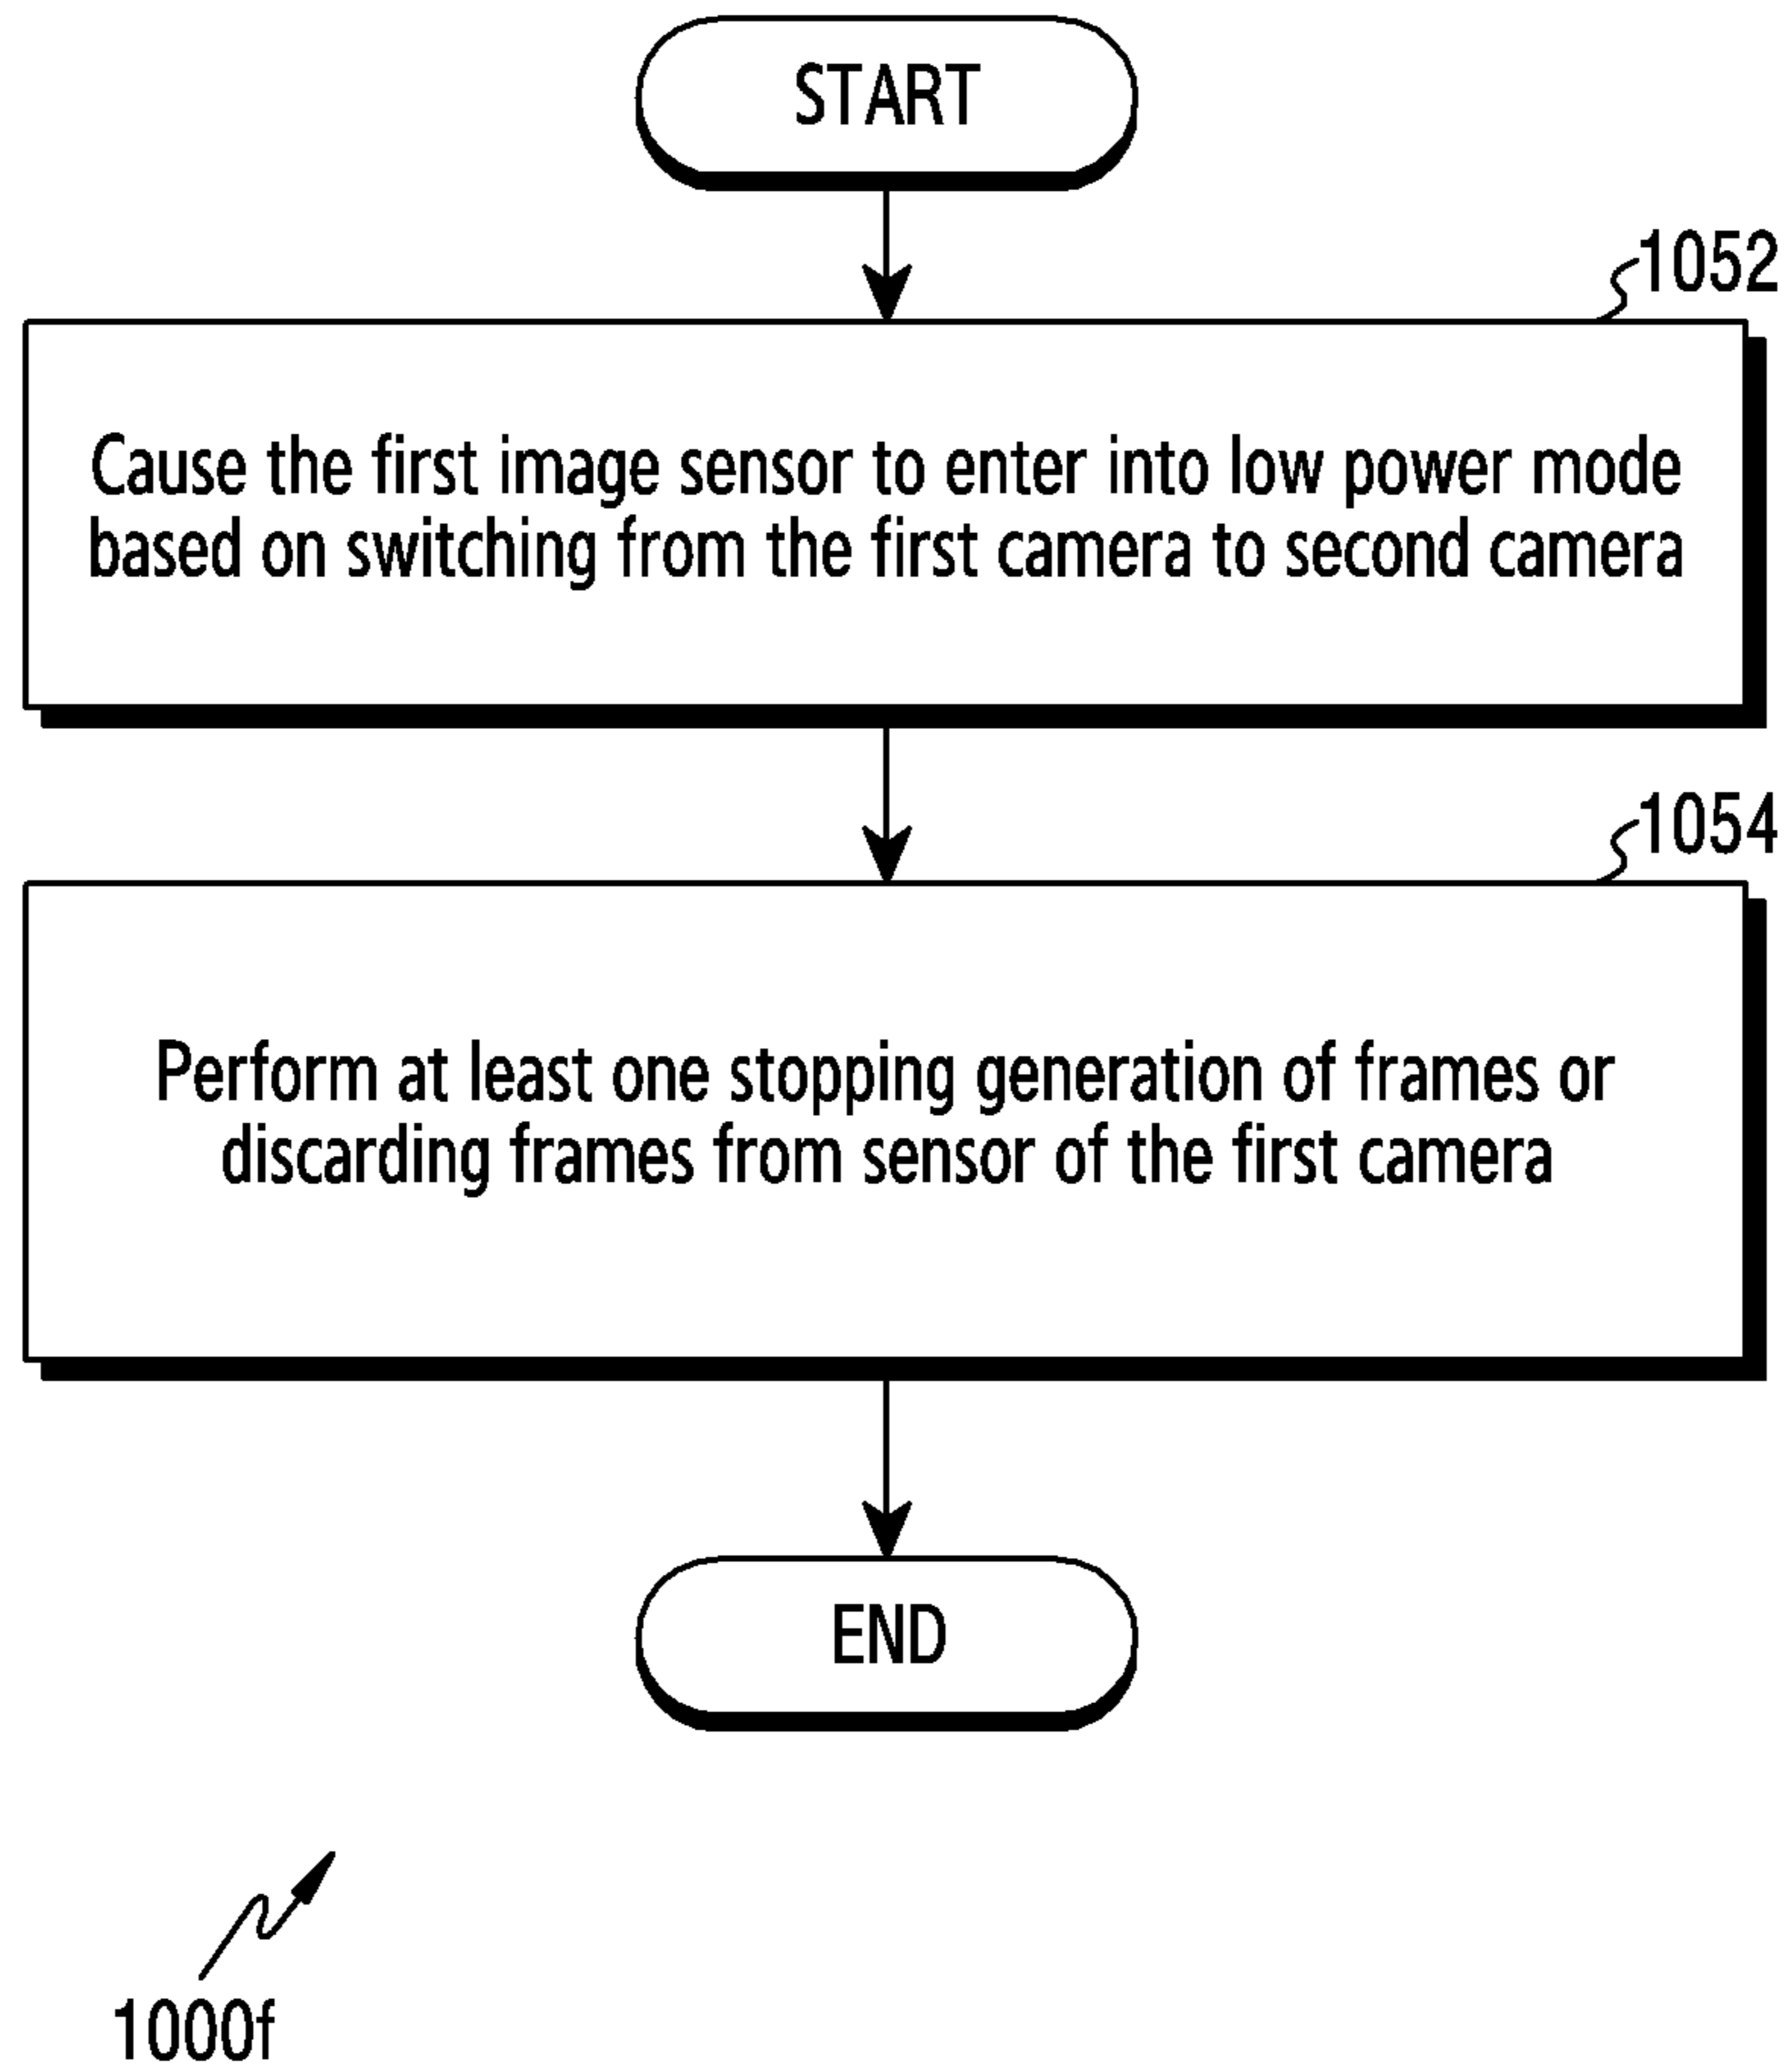 START
1052
Cause the first image sensor to enter into low power mode
based on switching from the first camera to second camera
1054
Perform at least one stopping generation of frames or
discarding frames from sensor of the first camera
END
1000f